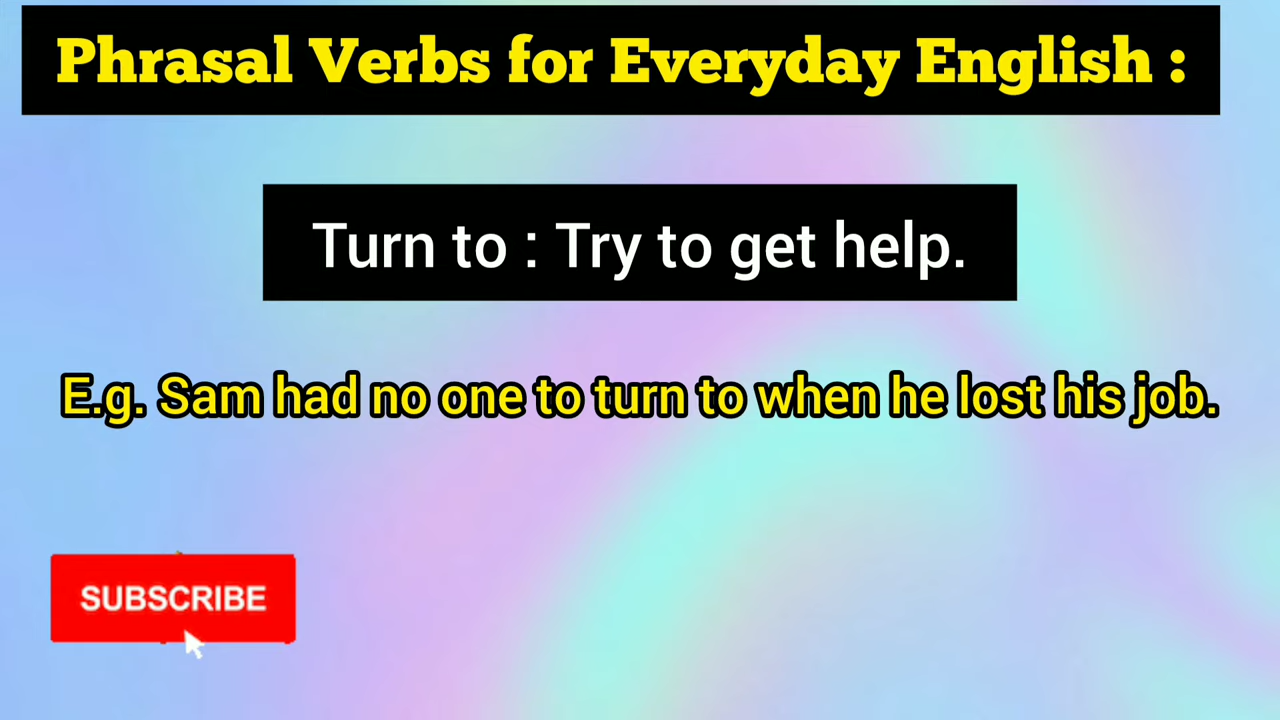 Phrasal Verbs for Everyday English :
Turn to : Try to get help.
E.g. Sam had no one to turn to when he lost his job.
SUBSCRIBE